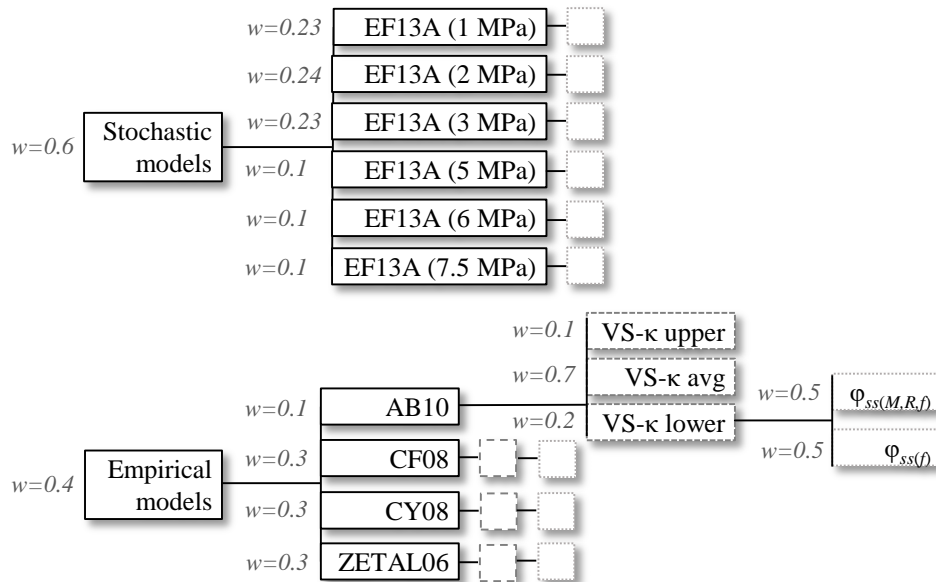 w=0.23 EF13A (1 MPa)
w=0.24 EF13A (2 MPa)
w=0.23 EF13A (3 MPa)
w=0.6 Stochastic models
w=0.1 EF13A (5 MPa)
w=0.1 EF13A (6 MPa)
w=0.1 EF13A (7.5 MPa)
w=0.1 VS-κ upper
w=0.7 VS-κ avg
w=0.2 VS-κ lower
w=0.5 φss(M,R,f)
w=0.5 φss(f)
w=0.1 AB10
w=0.3 CF08
w=0.4 Empirical models
w=0.3 CY08
w=0.3 ZETAL06